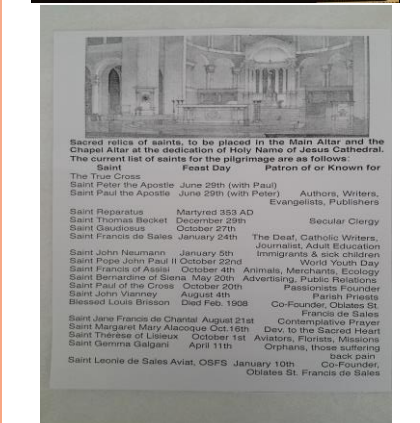 Sacred relics of saints, to be placed in the Main Altar and the
Chapel Altar at the dedication of Holy Name of Jesus Cathedral.
The current list of saints for the pilgrimage are as follows:
Saint Feast Day Patron of or Known for
The True Cross
Saint Peter the Apostle June 29th (with Paul)
Saint Paul the Apostle June 29th (with Peter) Authors, Writers,
Evangelists, Publishers
Saint Reparatus Martyred 353 AD
Saint Thomas Becket December 29th Secular Clergy
Saint Gaudiosus October 27th
Saint Francis de Sales January 24th The Deaf, Catholic Writers,
Journalist, Adult Education
Saint John Neumann January 5th Immigrants & sick children
Saint Pope John Paul II October 22nd World Youth Day
Saint Francis of Assisi October 4th Animals, Merchants, Ecology
Saint Bernardine of Siena May 20th Advertising, Public Relations
Saint Paul of the Cross October 20th Passionists Founder
Saint John Vianney August 4th Parish Priests
Blessed Louis Brisson Died Feb. 1908 Co-Founder, Oblates St.
Francis de Sales
Saint Jane Francis de Chantal August 21st Contemplative Prayer
Saint Margaret Mary Alacoque Oct.16th Dev. to the Sacred Heart
Saint Thérèse of Lisieux October 1st Aviators, Florists, Missions
Saint Gemma Galgani April 11th Orphans, those suffering
back pain
Saint Leonie de Sales Aviat, OSFS January 10th Co-Founder,
Oblates St. Francis de Sales